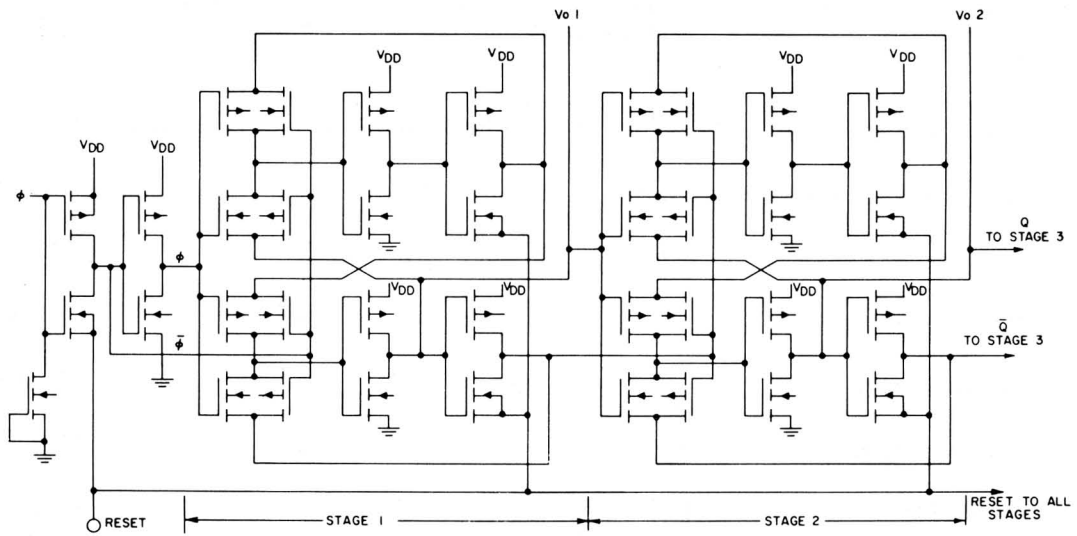 Vo 1
Vo 2
VDD
VDD
VDD
VDD
VDD
VDD
ϕ
Q
TO STAGE 3
ϕ
VDD
VDD
VDD
VDD
ϕ̅
Q̅
TO STAGE 3
RESET
STAGE 1
STAGE 2
RESET TO ALL
STAGES